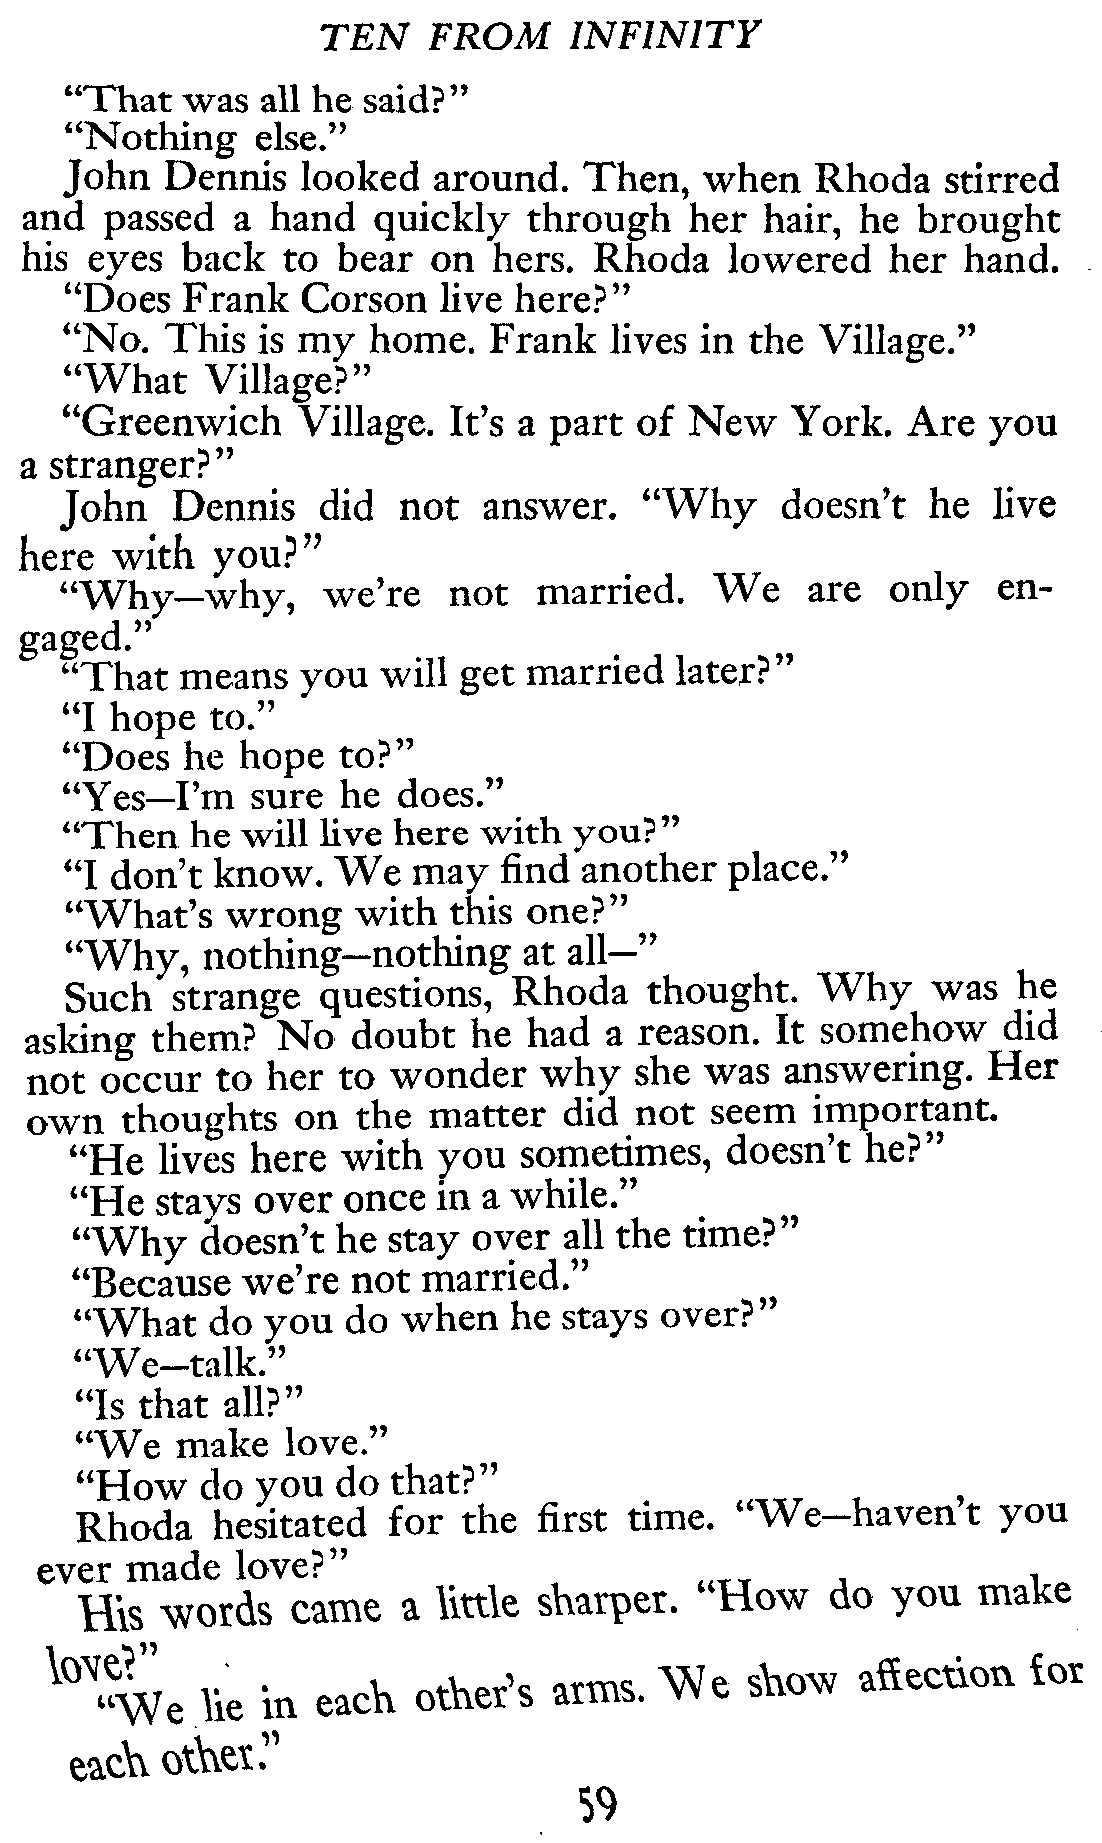 TEN FROM INFINITY
“That was all he said?”
“Nothing else.”
John Dennis looked around. Then, when Rhoda stirred
and passed a hand quickly through her hair, he brought
his eyes back to bear on hers. Rhoda lowered her hand.
“Does Frank Corson live here?”
“No. This is my home. Frank lives in the Village.”
“What Village?”
“Greenwich Village. It’s a part of New York. Are you
a stranger?”
John Dennis did not answer. “Why doesn’t he live
here with you?”
“Why—why, we’re not married. We are only en-
gaged.”
“That means you will get married later?”
“I hope to.”
“Does he hope to?”
“Yes—I’m sure he does.”
“Then he will live here with you?”
“I don’t know. We may find another place.”
“What’s wrong with this one?”
“Why, nothing—nothing at all—”
Such strange questions, Rhoda thought. Why was he
asking them? No doubt he had a reason. It somehow did
not occur to her to wonder why she was answering. Her
own thoughts on the matter did not seem important.
“He lives here with you sometimes, doesn’t he?”
“He stays over once in a while.”
“Why doesn’t he stay over all the time?”
“Because we’re not married.”
“What do you do when he stays over?”
“We—talk.”
“Is that all?”
“We make love.”
“How do you do that?”
Rhoda hesitated for the first time. “We—haven’t you
ever made love?”
His words came a little sharper. “How do you make
love?”
“We lie in each other’s arms. We show affection for
each other.”
59